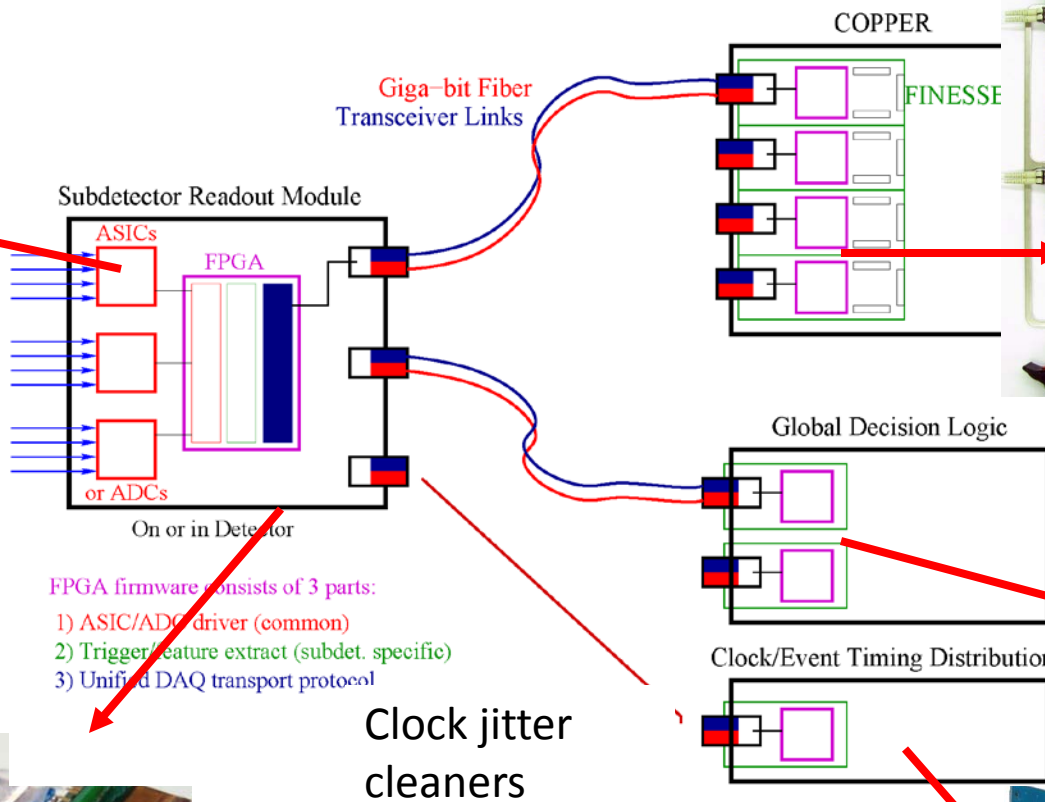 COPPER
Giga-bit Fiber
Transceiver Links
FINESSE
Subdetector Readout Module
ASICs
FPGA
or ADCs
On or in Detector
Global Decision Logic
FPGA firmware consists of 3 parts:
1) ASIC/ADC driver (common)
2) Trigger/feature extract (subdet. specific)
3) Unified DAQ transport protocol
Clock/Event Timing Distribution
Clock jitter
cleaners